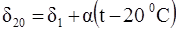 δ₂₀ = δ₁ + α(t − 20 ⁰C)